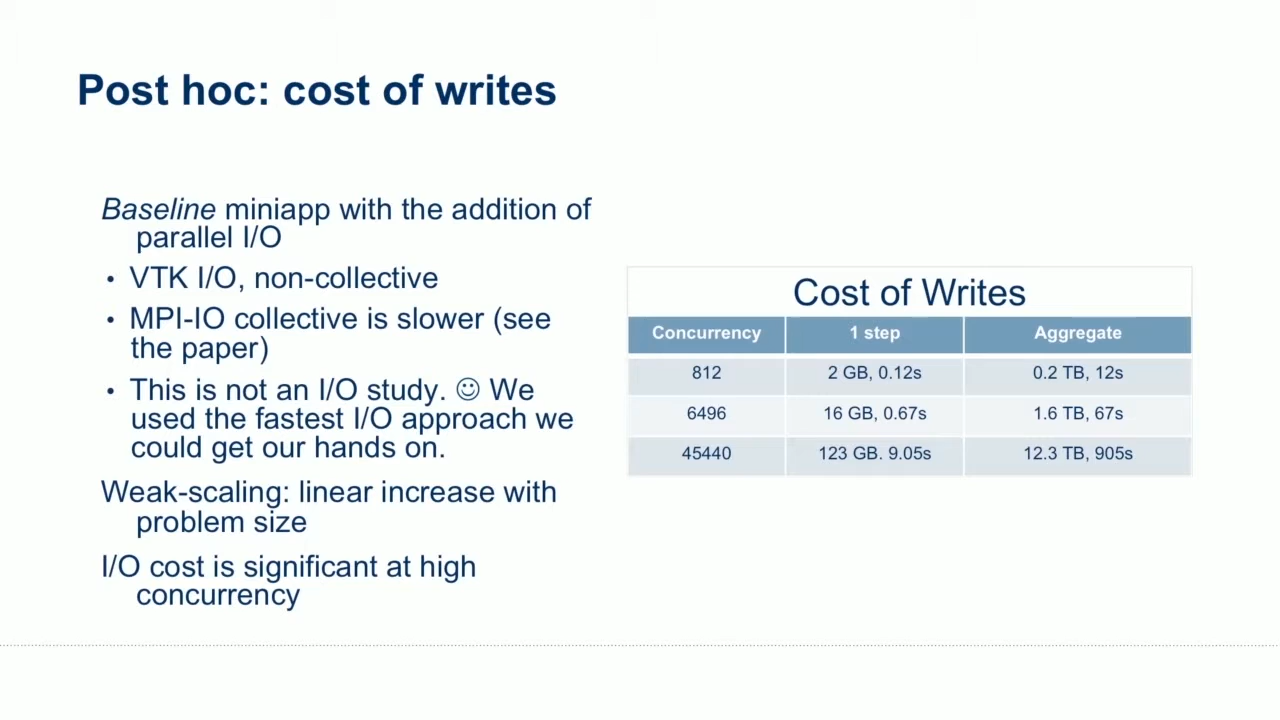 Post hoc: cost of writes
Baseline miniapp with the addition of
parallel I/O
• VTK I/O, non-collective
• MPI-IO collective is slower (see
the paper)
• This is not an I/O study. ☺ We
used the fastest I/O approach we
could get our hands on.
Weak-scaling: linear increase with
problem size
I/O cost is significant at high
concurrency
Cost of Writes
Concurrency 1 step Aggregate
812 2 GB, 0.12s 0.2 TB, 12s
6496 16 GB, 0.67s 1.6 TB, 67s
45440 123 GB. 9.05s 12.3 TB, 905s